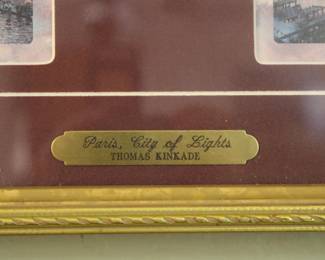 Paris, City of Lights
THOMAS KINKADE